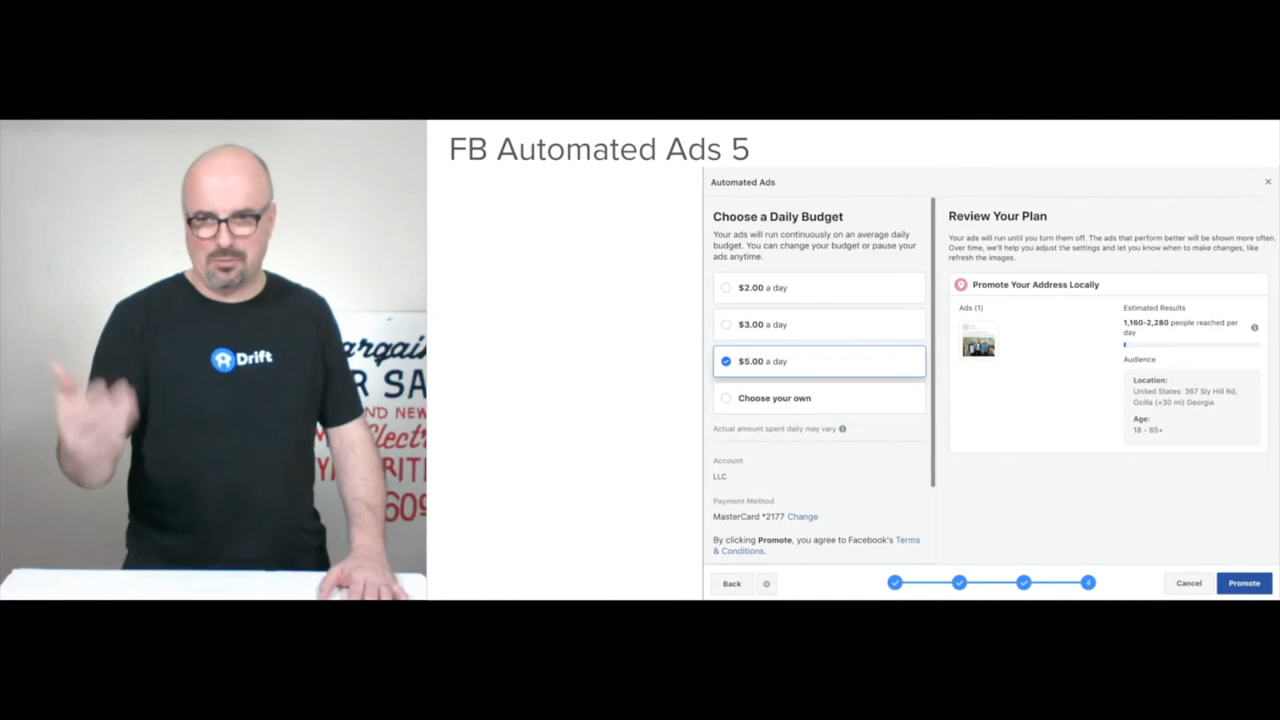 FB Automated Ads 5
Drift
R SA
ND NEW
Automated Ads
×
Choose a Daily Budget
Your ads will run continuously on an average daily
budget. You can change your budget or pause your
ads anytime.
$2.00 a day
$3.00 a day
$5.00 a day
Choose your own
Actual amount spent daily may vary
Account
LLC
Payment Method
MasterCard *2177 Change
By clicking Promote, you agree to Facebook's Terms
& Conditions.
Review Your Plan
Your ads will run until you turn them off. The ads that perform better will be shown more often.
Over time, we'll help you adjust the settings and let you know when to make changes, like
refresh the images.
Promote Your Address Locally
Ads (1)
Estimated Results
1,160-2,280 people reached per
day
Audience
Location:
United States: 367 Sly Hill Rd,
Ocilla (+30 mi) Georgia
Age:
18 - 65+
Back
4
Cancel
Promote